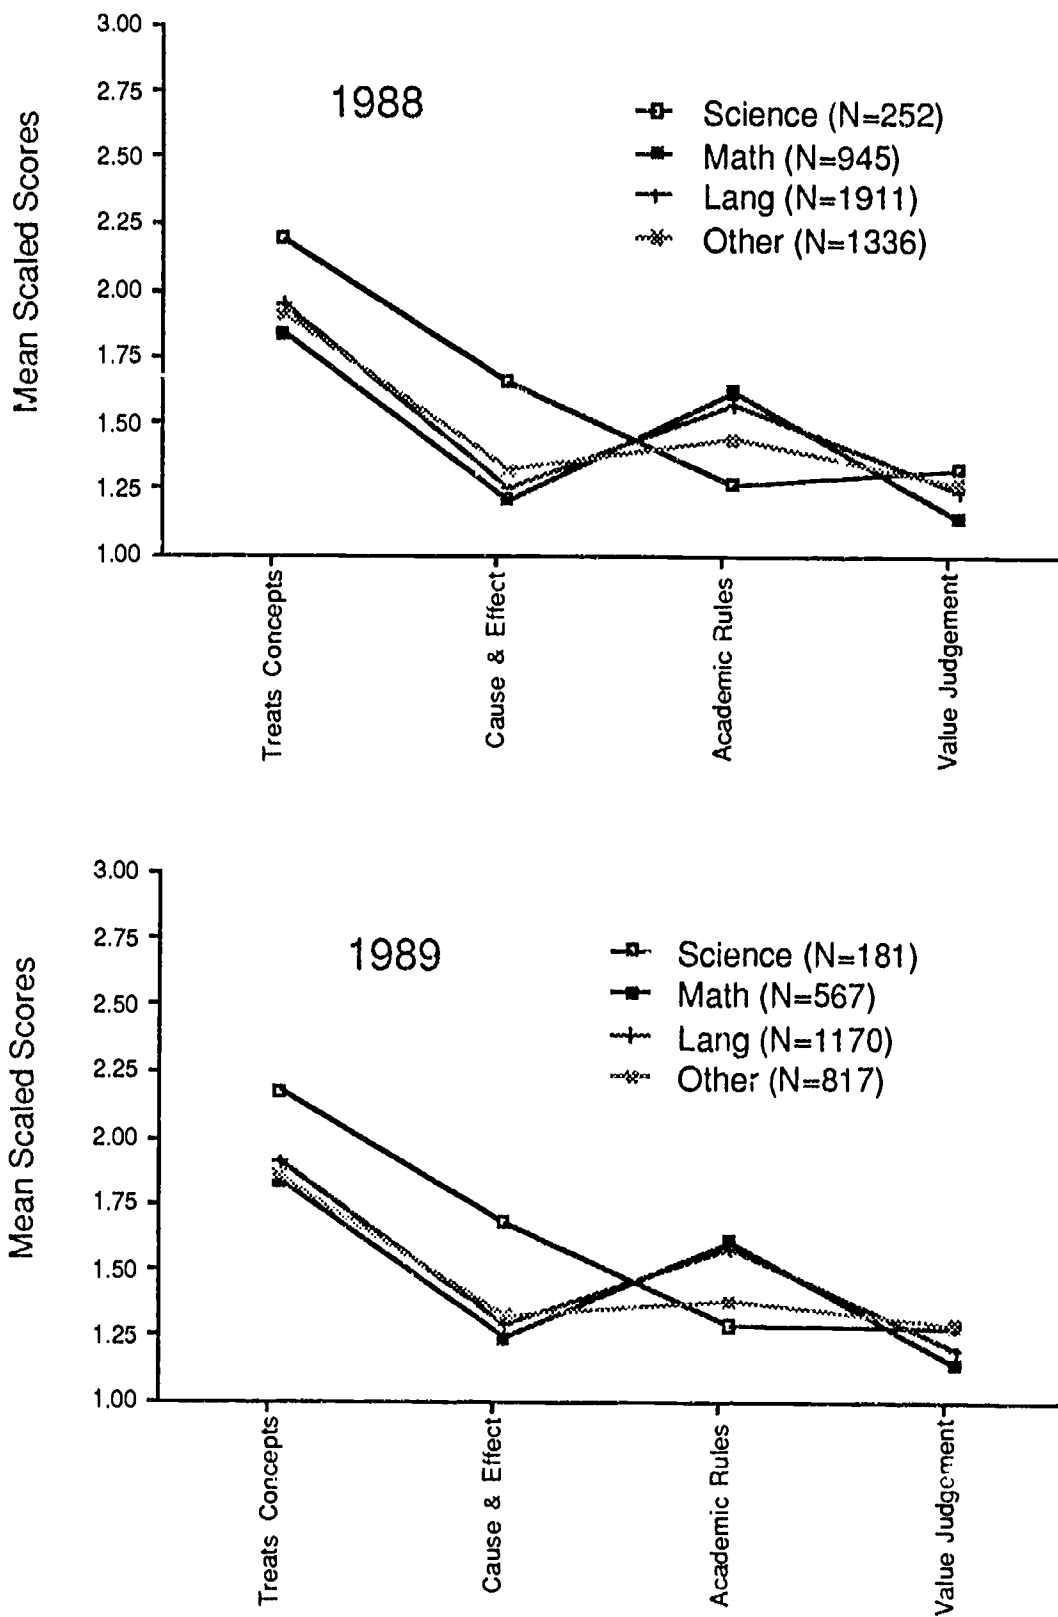 3.00
2.75
2.50
2.25
2.00
1.75
1.50
1.25
1.00
Mean Scaled Scores
1988
Science (N=252)
Math (N=945)
Lang (N=1911)
Other (N=1336)
Treats Concepts
Cause & Effect
Academic Rules
Value Judgement
3.00
2.75
2.50
2.25
2.00
1.75
1.50
1.25
1.00
Mean Scaled Scores
1989
Science (N=181)
Math (N=567)
Lang (N=1170)
Other (N=817)
Treats Concepts
Cause & Effect
Academic Rules
Value Judgement